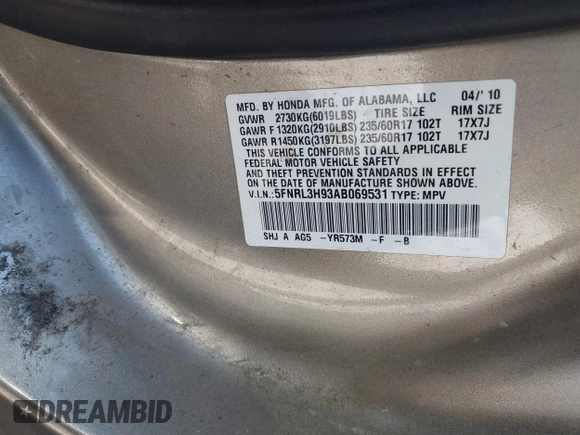 MFD. BY HONDA MFG. OF ALABAMA, LLC 04/'10
GVWR 2730KG(6019LBS) TIRE SIZE RIM SIZE
GAWR F 1320KG(2910LBS) 235/60R17 102T 17X7J
GAWR R1450KG(3197LBS) 235/60R17 102T 17X7J
THIS VEHICLE CONFORMS TO ALL APPLICABLE
FEDERAL MOTOR VEHICLE SAFETY
AND THEFT PREVENTION STANDARDS IN EFFECT ON
THE DATE OF MANUFACTURE SHOWN ABOVE.
V.I.N.: 5FNRL3H93AB069531 TYPE: MPV
SHJ A AG5 -YR573M -F -B
DREAMBID